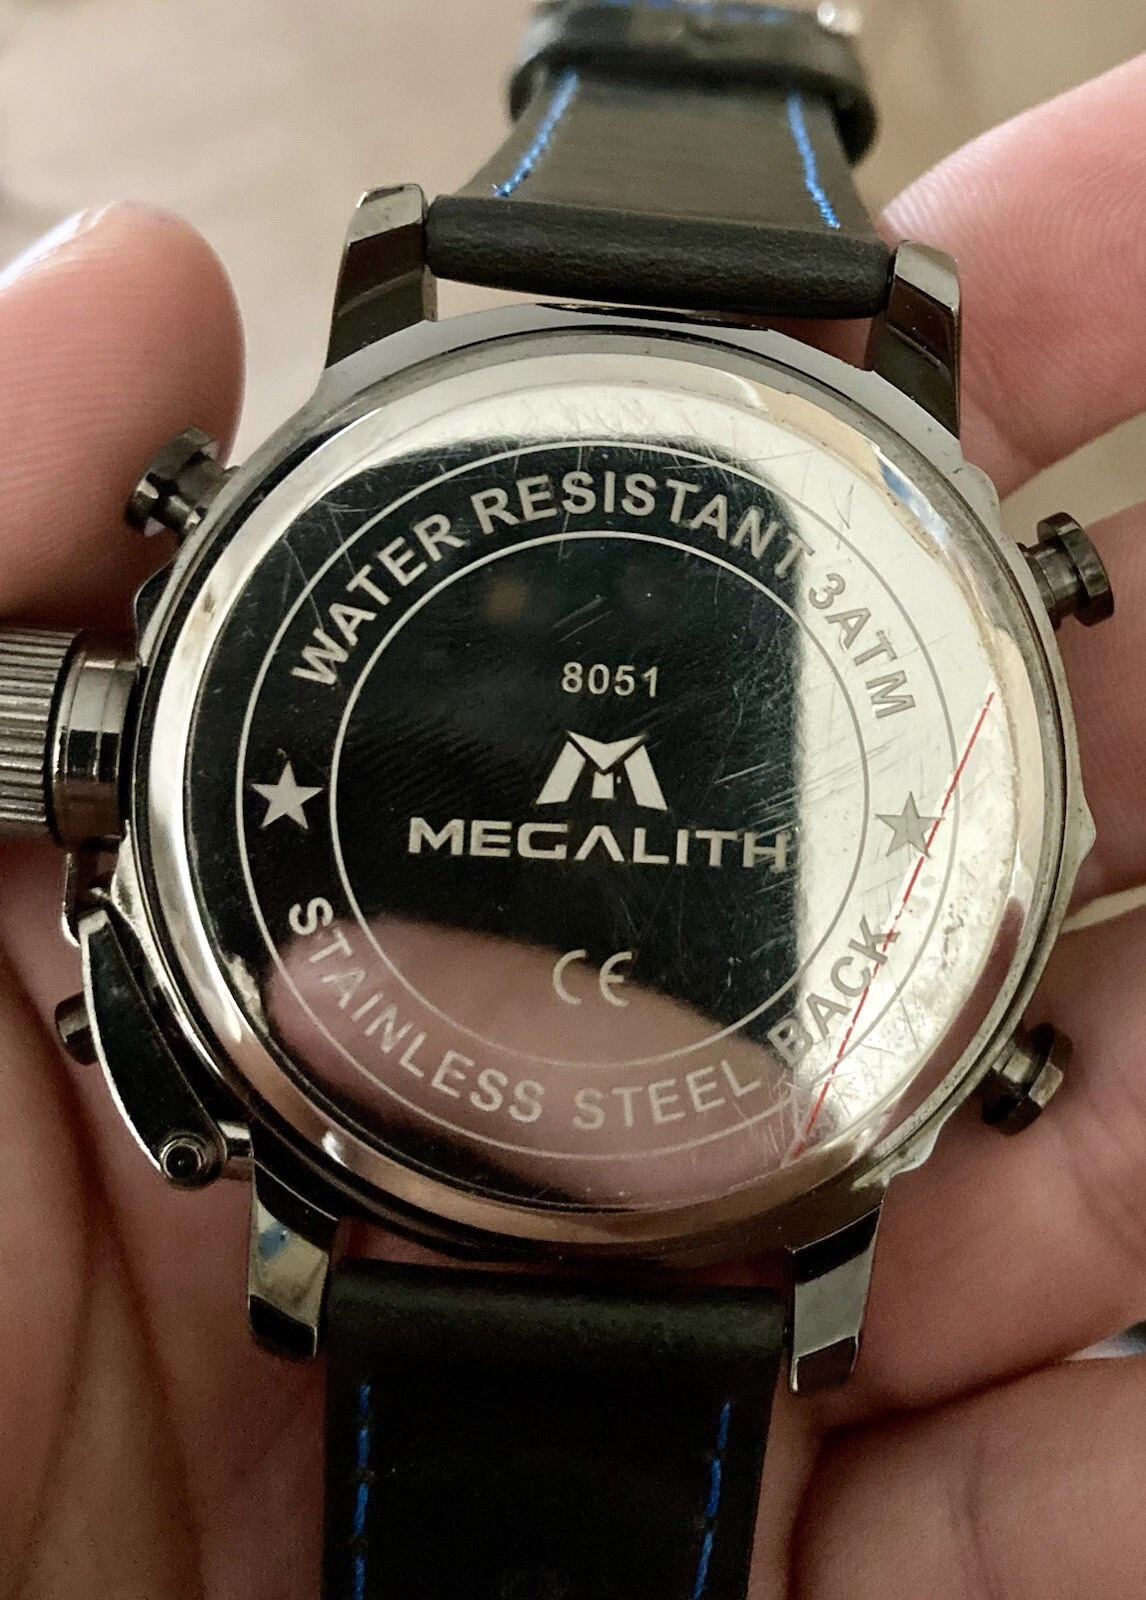 WATER RESISTANT 3ATM
8051
MEGALITH
CE
STAINLESS STEEL BACK